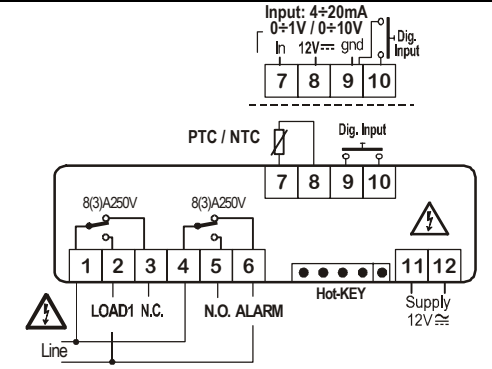 Input: 4÷20mA
0÷1V / 0÷10V
In 12V⎓ gnd
Dig.
Input
7 8 9 10
PTC / NTC
Dig. Input
7 8 9 10
8(3)A250V 8(3)A250V
1 2 3 4 5 6 11 12
LOAD1 N.C. N.O. ALARM
Hot-KEY
Supply
12V≅
Line